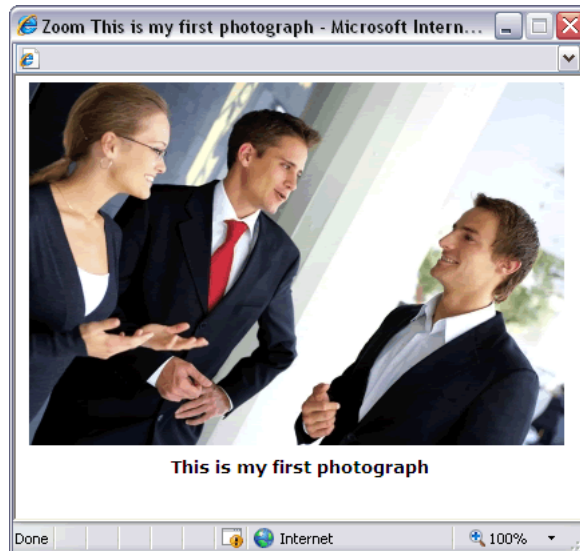 Zoom This is my first photograph - Microsoft Intern...
This is my first photograph
Done
Internet
100%